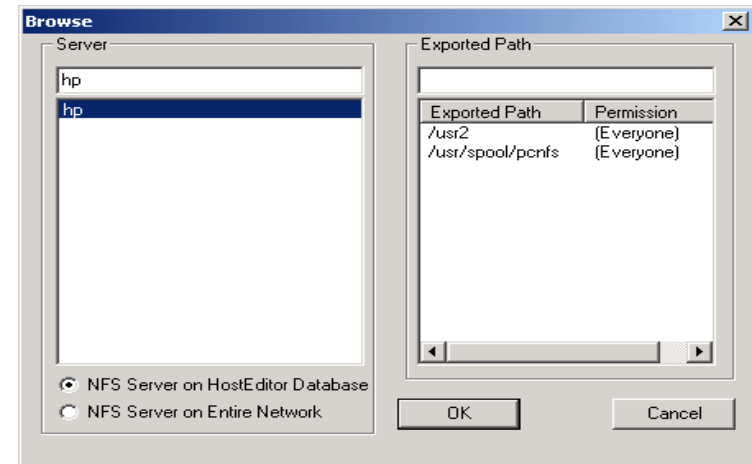 Browse
Server
hp
hp
NFS Server on HostEditor Database
NFS Server on Entire Network
Exported Path
Exported Path Permission
/usr2 (Everyone)
/usr/spool/pcnfs (Everyone)
OK Cancel